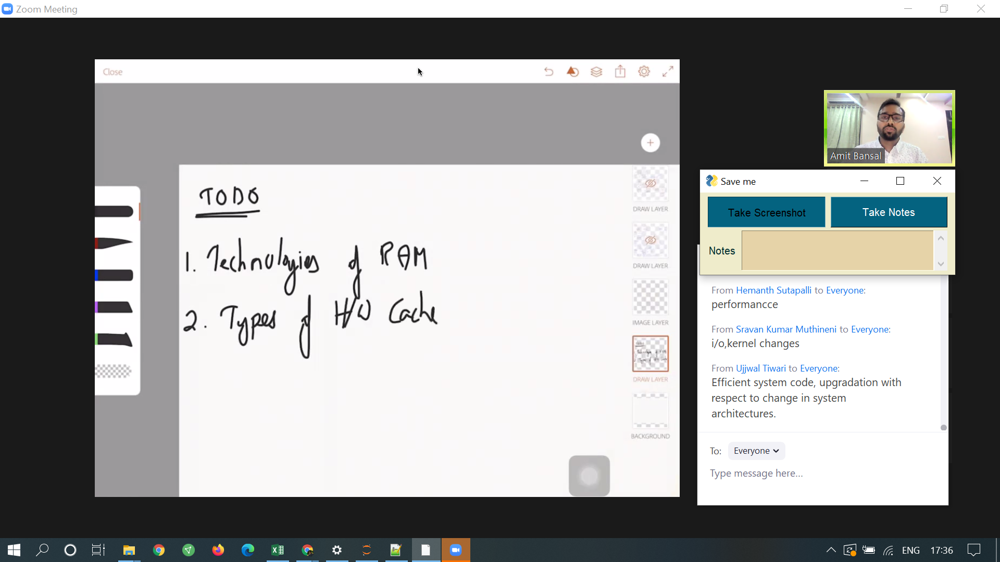 Zoom Meeting
Close
TODO
1. Technologies of RAM
2. Types of H/W Cache
DRAW LAYER
DRAW LAYER
IMAGE LAYER
DRAW LAYER
BACKGROUND
Amit Bansal
Save me
Take Screenshot
Take Notes
Notes
From Hemanth Sutapalli to Everyone:
performancce
From Sravan Kumar Muthineni to Everyone:
i/o,kernel changes
From Ujjwal Tiwari to Everyone:
Efficient system code, upgradation with
respect to change in system
architectures.
To: Everyone
Type message here...
ENG 17:36